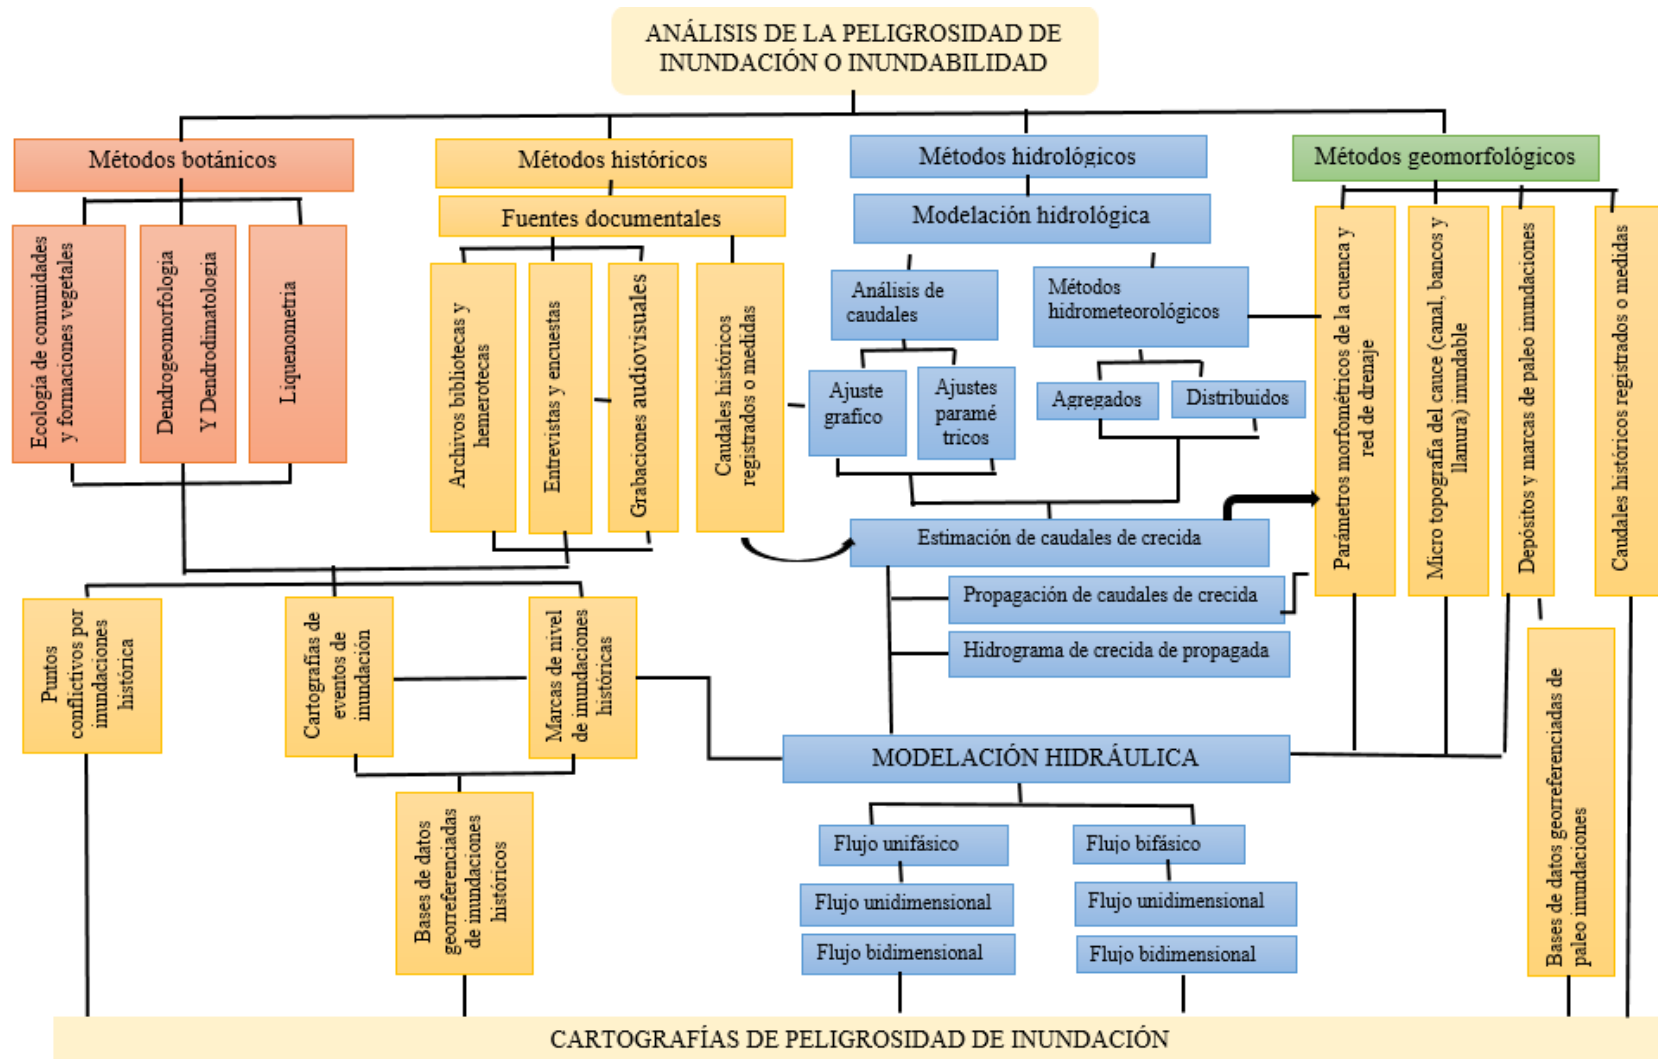 ANÁLISIS DE LA PELIGROSIDAD DE
INUNDACIÓN O INUNDABILIDAD
Métodos botánicos
Métodos históricos
Métodos hidrológicos
Métodos geomorfológicos
Fuentes documentales
Modelación hidrológica
Ecología de comunidades
y formaciones vegetales
Dendrogeomorfología
Y Dendrodimatología
Liquenometria
Archivos bibliotecas y
hemerotecas
Entrevistas y encuestas
Grabaciones audiovisuales
Caudales históricos
registrados o medidas
Análisis de
caudales
Métodos
hidrometeorológicos
Ajuste
grafico
Ajustes
paramé
tricos
Agregados
Distribuidos
Parámetros morfométricos de la cuenca y
red de drenaje
Micro topografía del cauce (canal, bancos y
llanura) inundable
Depósitos y marcas de paleo inundaciones
Caudales históricos registrados o medidas
Estimación de caudales de crecida
Propagación de caudales de crecida
Hidrograma de crecida de propagada
Puntos
conflictivos por
inundaciones
histórica
Cartografías de
eventos de
inundación
Marcas de nivel
de inundaciones
históricas
Bases de datos
georreferenciadas
de inundaciones
históricos
MODELACIÓN HIDRÁULICA
Flujo unifásico
Flujo bifásico
Flujo unidimensional
Flujo unidimensional
Flujo bidimensional
Flujo bidimensional
Bases de datos georreferenciadas de
paleo inundaciones
CARTOGRAFÍAS DE PELIGROSIDAD DE INUNDACIÓN